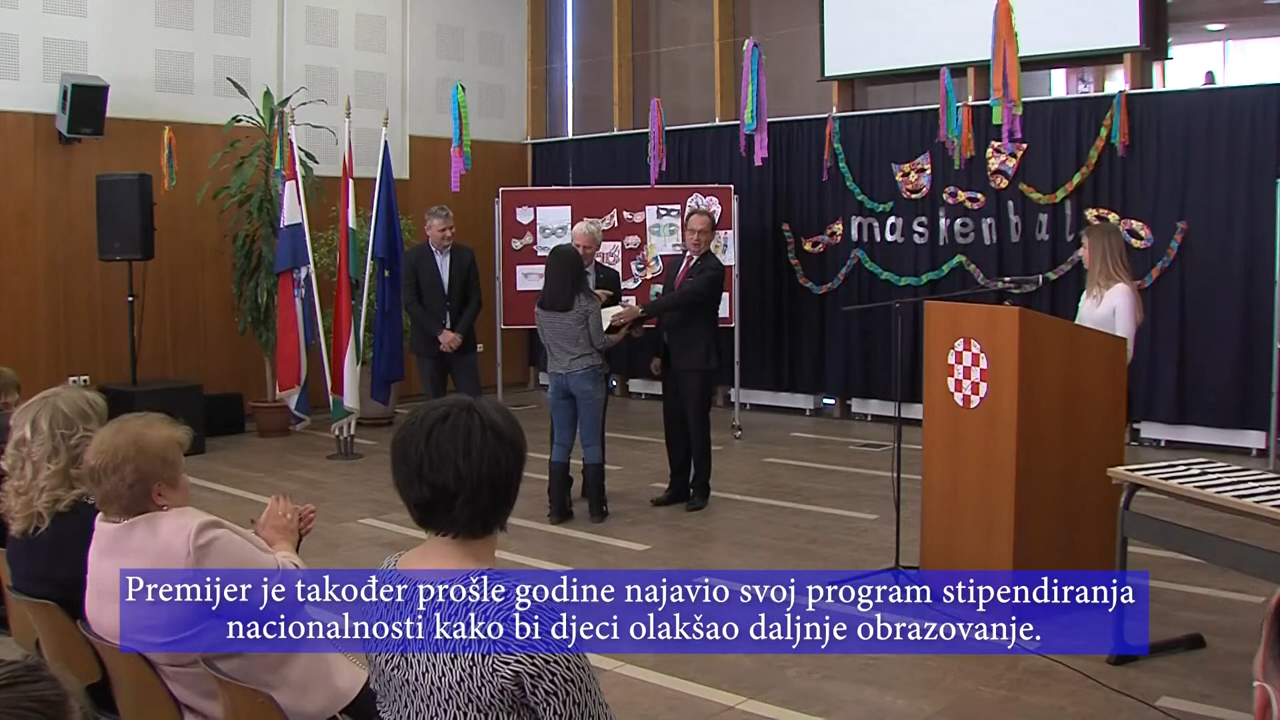 maskenbal
Premijer je također prošle godine najavio svoj program stipendiranja
nacionalnosti kako bi djeci olakšao daljnje obrazovanje.